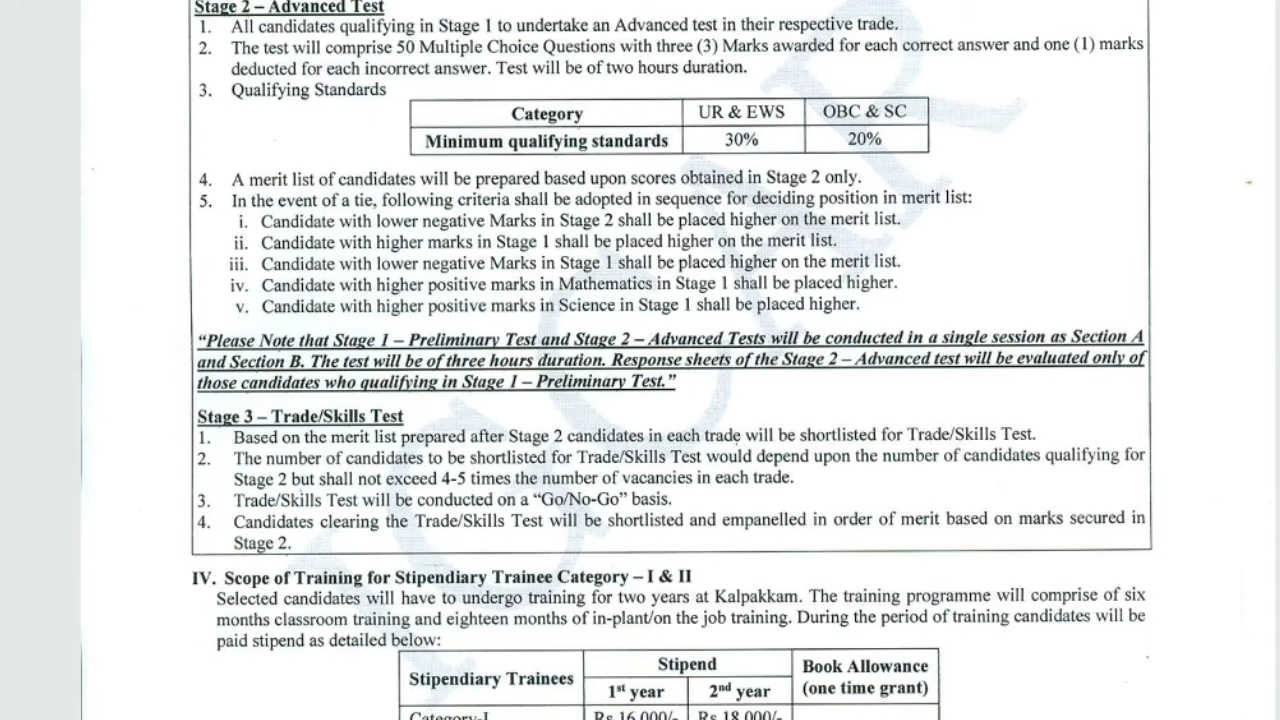 Stage 2 – Advanced Test
1. All candidates qualifying in Stage 1 to undertake an Advanced test in their respective trade.
2. The test will comprise 50 Multiple Choice Questions with three (3) Marks awarded for each correct answer and one (1) marks
deducted for each incorrect answer. Test will be of two hours duration.
3. Qualifying Standards
Category UR & EWS OBC & SC
Minimum qualifying standards 30% 20%
4. A merit list of candidates will be prepared based upon scores obtained in Stage 2 only.
5. In the event of a tie, following criteria shall be adopted in sequence for deciding position in merit list:
i. Candidate with lower negative Marks in Stage 2 shall be placed higher on the merit list.
ii. Candidate with higher marks in Stage 1 shall be placed higher on the merit list.
iii. Candidate with lower negative Marks in Stage 1 shall be placed higher on the merit list.
iv. Candidate with higher positive marks in Mathematics in Stage 1 shall be placed higher.
v. Candidate with higher positive marks in Science in Stage 1 shall be placed higher.
“Please Note that Stage 1 – Preliminary Test and Stage 2 – Advanced Tests will be conducted in a single session as Section A
and Section B. The test will be of three hours duration. Response sheets of the Stage 2 – Advanced test will be evaluated only of
those candidates who qualifying in Stage 1 – Preliminary Test.”
Stage 3 – Trade/Skills Test
1. Based on the merit list prepared after Stage 2 candidates in each trade will be shortlisted for Trade/Skills Test.
2. The number of candidates to be shortlisted for Trade/Skills Test would depend upon the number of candidates qualifying for
Stage 2 but shall not exceed 4-5 times the number of vacancies in each trade.
3. Trade/Skills Test will be conducted on a “Go/No-Go” basis.
4. Candidates clearing the Trade/Skills Test will be shortlisted and empanelled in order of merit based on marks secured in
Stage 2.
IV. Scope of Training for Stipendiary Trainee Category – I & II
Selected candidates will have to undergo training for two years at Kalpakkam. The training programme will comprise of six
months classroom training and eighteen months of in-plant/on the job training. During the period of training candidates will be
paid stipend as detailed below:
Stipendiary Trainees Stipend Book Allowance
1st year 2nd year (one time grant)
Category-I Rs 16,000/- Rs 18,000/-